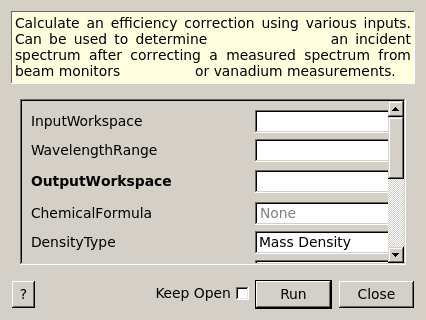 Calculate an efficiency correction using various inputs.
Can be used to determine an incident
spectrum after correcting a measured spectrum from
beam monitors or vanadium measurements.
InputWorkspace
WavelengthRange
OutputWorkspace
ChemicalFormula None
DensityType Mass Density
? Keep Open Run Close